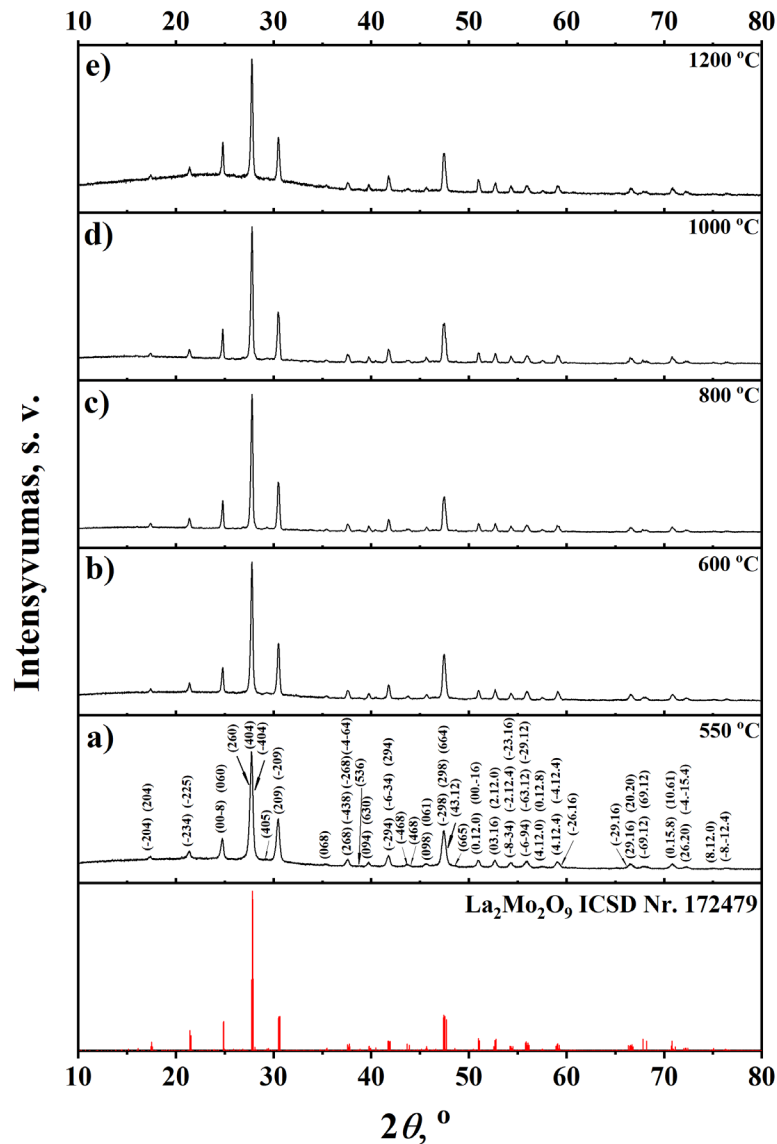 10 20 30 40 50 60 70 80
e) 1200 °C
d) 1000 °C
c) 800 °C
b) 600 °C
a) 550 °C
Intensyvumas, s. v.
(-204) (204)
(-234) (-225)
(00-8) (060)
(260)
(404)
(-404)
(405)
(209) (-209)
(068)
(268) (-438) (-268) (-4-64)
(536)
(094) (630)
(-294) (-6-34) (294)
(-468)
(468)
(098) (061)
(-298) (298) (664)
(43.12)
(665)
(0.12.0) (00.-16)
(03.16) (2.12.0)
(-8-34) (-2.12.4) (-23.16)
(-6-94) (-63.12) (-29.12)
(4.12.0) (0.12.8)
(4.12.4) (-4.12.4)
(-26.16)
(-29.16)
(29.16) (20.20)
(-69.12) (69.12)
(0.15.8) (10.61)
(26.20) (-4.-15.4)
(8.12.0)
(-8.-12.4)
La₂Mo₂O₉ ICSD Nr. 172479
10 20 30 40 50 60 70 80
2θ, °